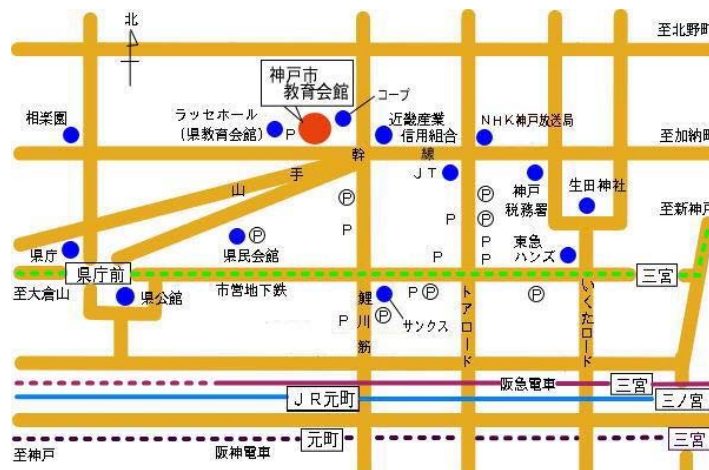 北
至北野町
神戸市
教育会館
コープ
相楽園
ラッセホール
(県教育会館)
P
近畿産業
信用組合
NHK神戸放送局
至加納町
山手幹線
JT
神戸
税務署
生田神社
P
P
P
P
至新神戸
県庁
県民会館
P
P
P
P
P
東急
ハンズ
県庁前
三宮
至大倉山
県公館
市営地下鉄
鯉川筋
サンクス
P
P
P
P
P
トアロード
いくたロード
阪急電車
三宮
JR元町
三ノ宮
元町
三宮
至神戸
阪神電車